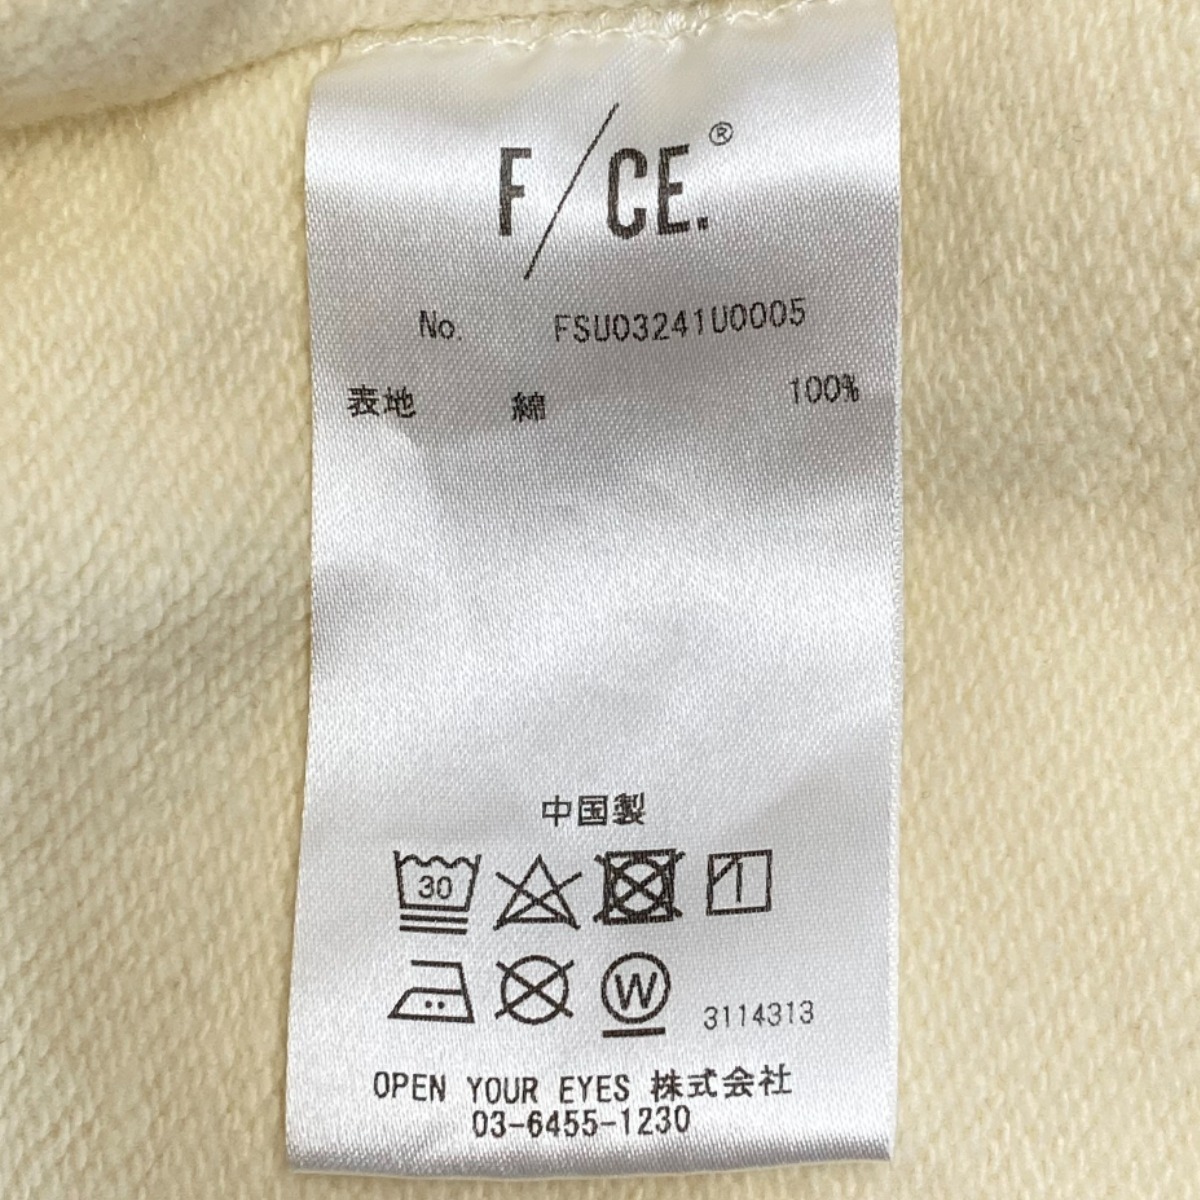 F/CE.®
No. FSU03241U0005
表地 綿 100%
中国製
30
W 3114313
OPEN YOUR EYES 株式会社
03-6455-1230